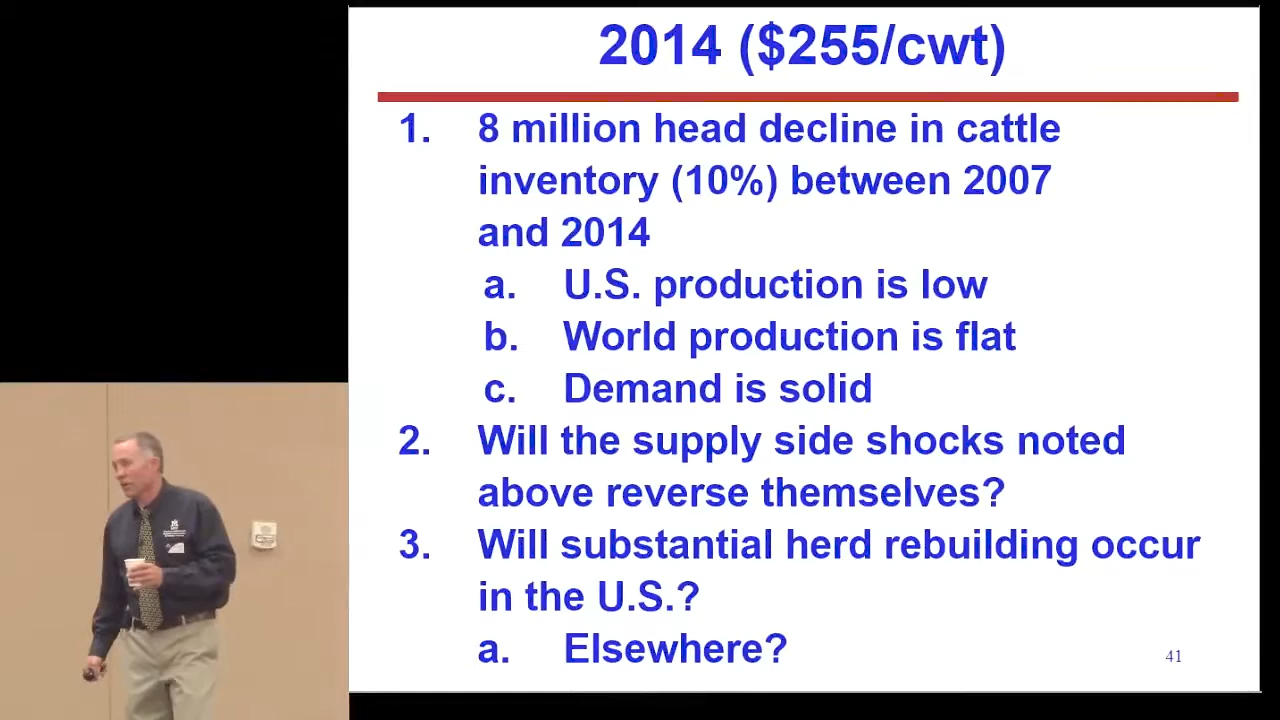 2014 ($255/cwt)
1. 8 million head decline in cattle
inventory (10%) between 2007
and 2014
a. U.S. production is low
b. World production is flat
c. Demand is solid
2. Will the supply side shocks noted
above reverse themselves?
3. Will substantial herd rebuilding occur
in the U.S.?
a. Elsewhere?
41